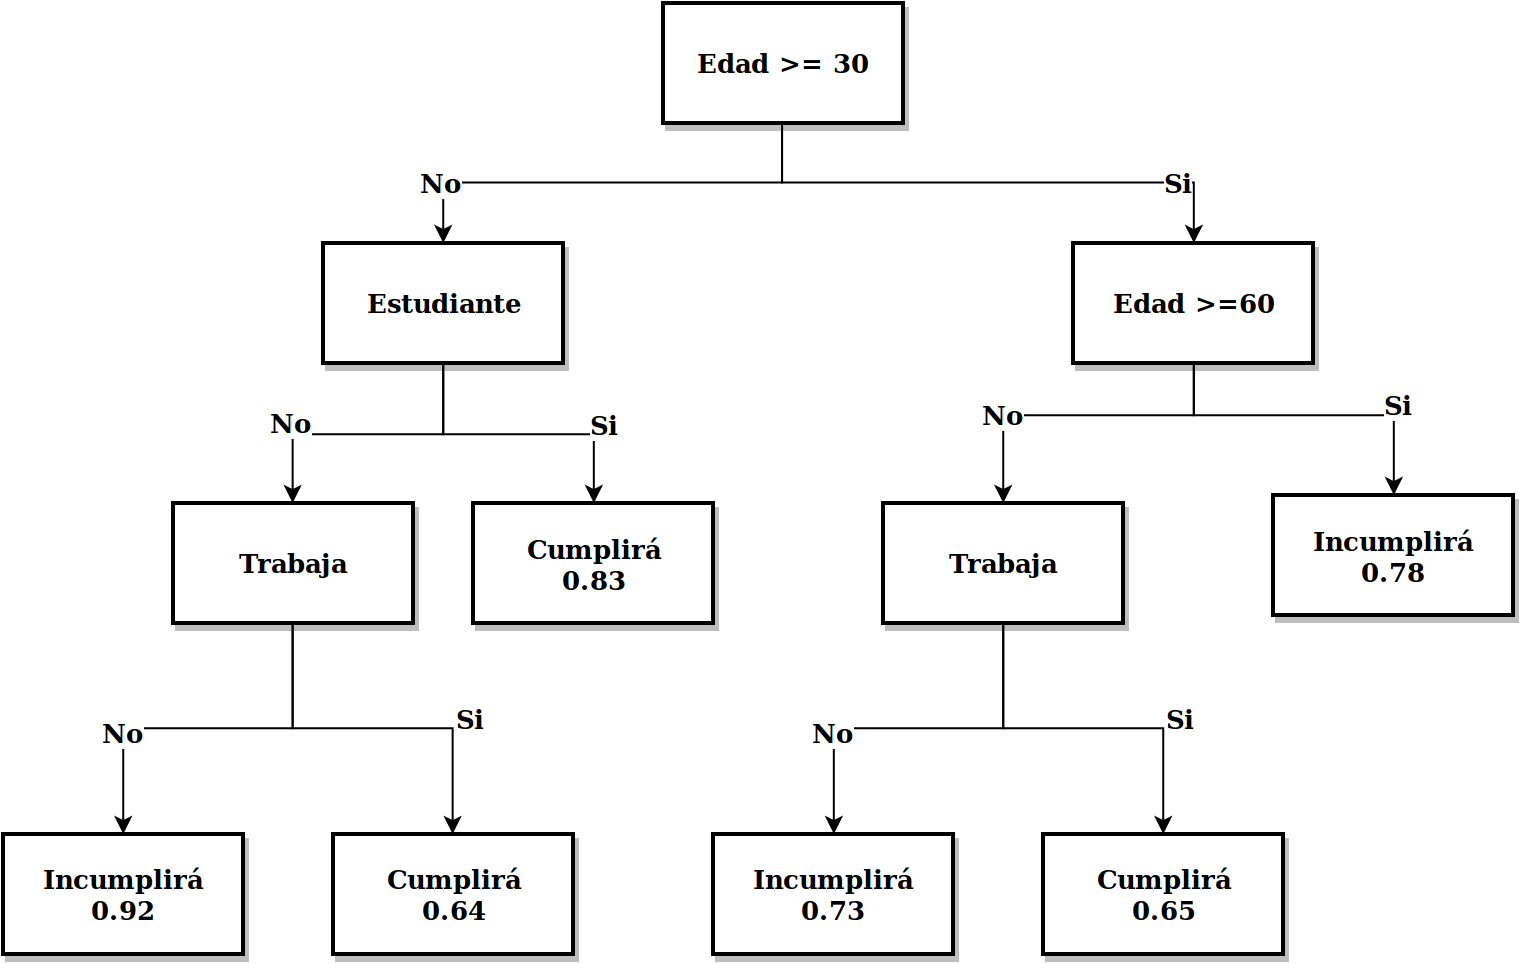 Edad >= 30
No
Si
Estudiante
Edad >=60
No
Si
No
Si
Trabaja
Cumplirá
0.83
Trabaja
Incumplirá
0.78
No
Si
No
Si
Incumplirá
0.92
Cumplirá
0.64
Incumplirá
0.73
Cumplirá
0.65